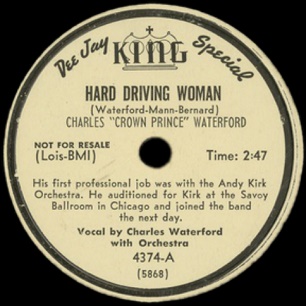 Dee Jay KING Special
HARD DRIVING WOMAN
(Waterford-Mann-Bernard)
CHARLES "CROWN PRINCE" WATERFORD
NOT FOR RESALE
(Lois-BMI) Time: 2:47
His first professional job was with the Andy Kirk
Orchestra. He auditioned for Kirk at the Savoy
Ballroom in Chicago and joined the band
the next day.
Vocal by Charles Waterford
with Orchestra
4374-A
(5868)